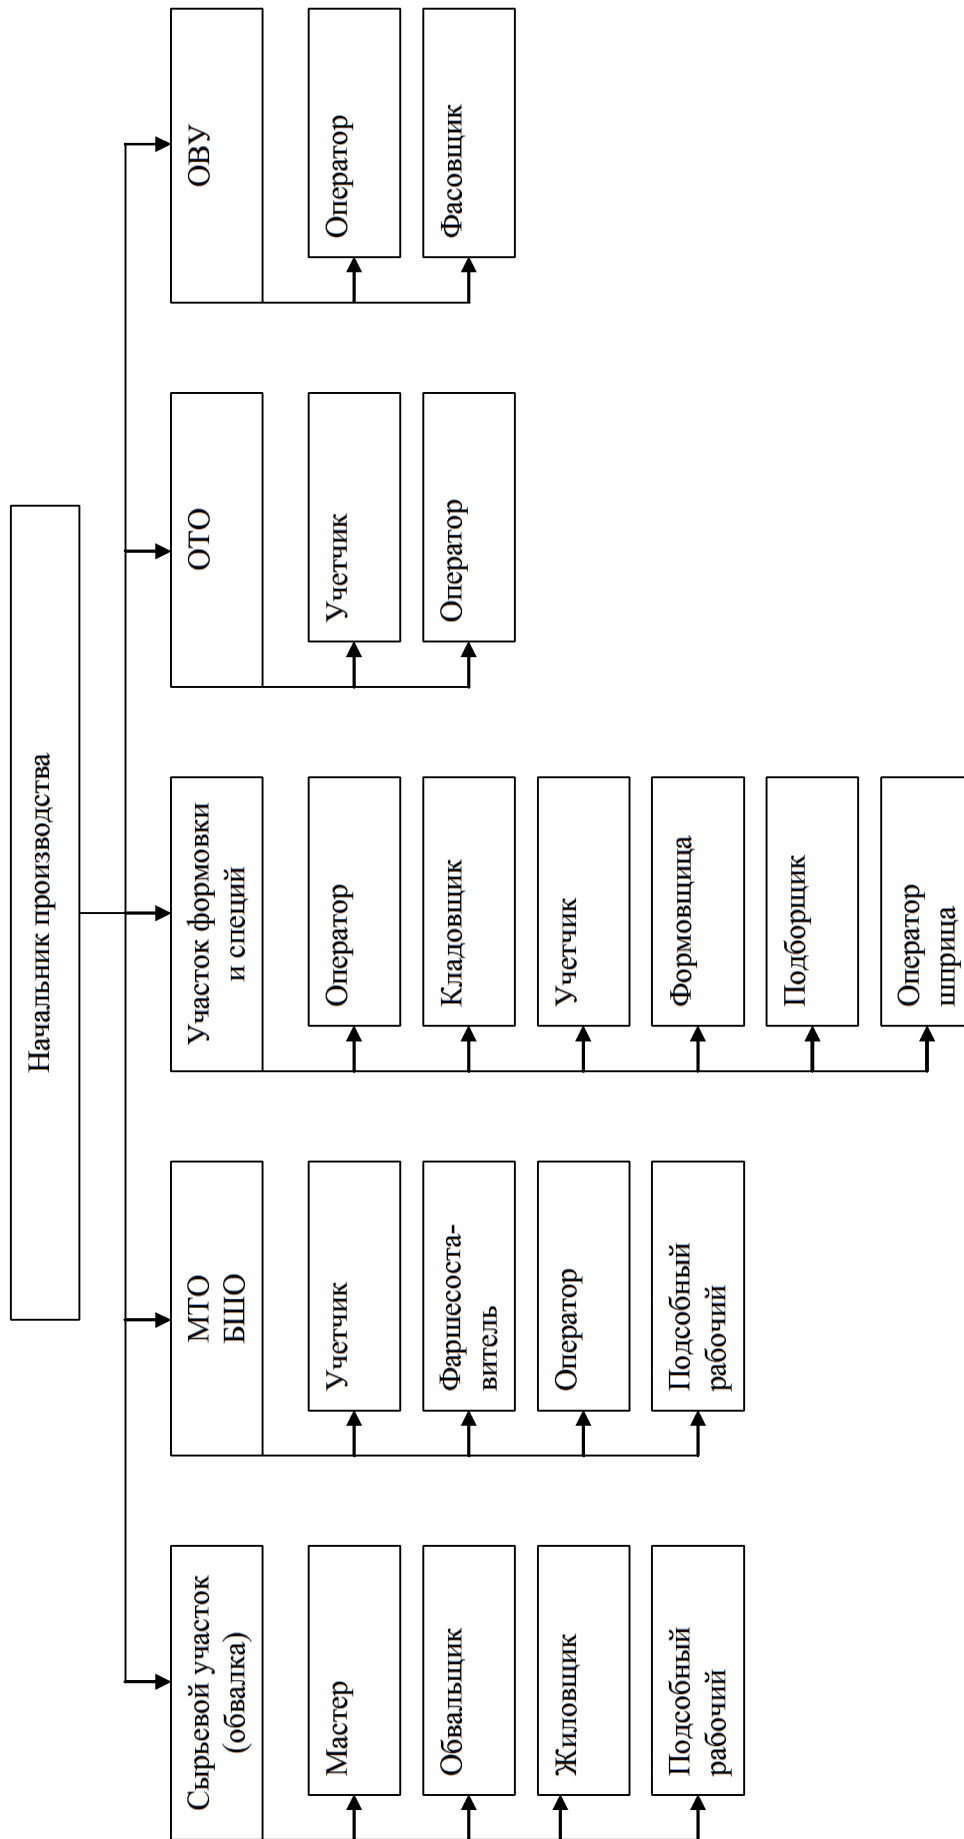 Начальник производства
Сырьевой участок
(обвалка)
Мастер
Обвальщик
Жиловщик
Подсобный
рабочий
МТО
БШО
Учетчик
Фаршесоста-
витель
Оператор
Подсобный
рабочий
Участок формовки
и специй
Оператор
Кладовщик
Учетчик
Формовщица
Подборщик
Оператор
шприца
ОТО
Учетчик
Оператор
ОВУ
Оператор
Фасовщик